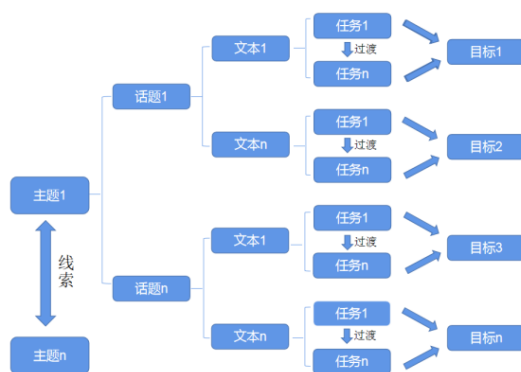 任务1
文本1
过渡
目标1
任务n
话题1
任务1
文本n
过渡
目标2
任务n
主题1
任务1
文本1
过渡
目标3
任务n
线索
话题n
任务1
文本n
过渡
目标n
主题n
任务n